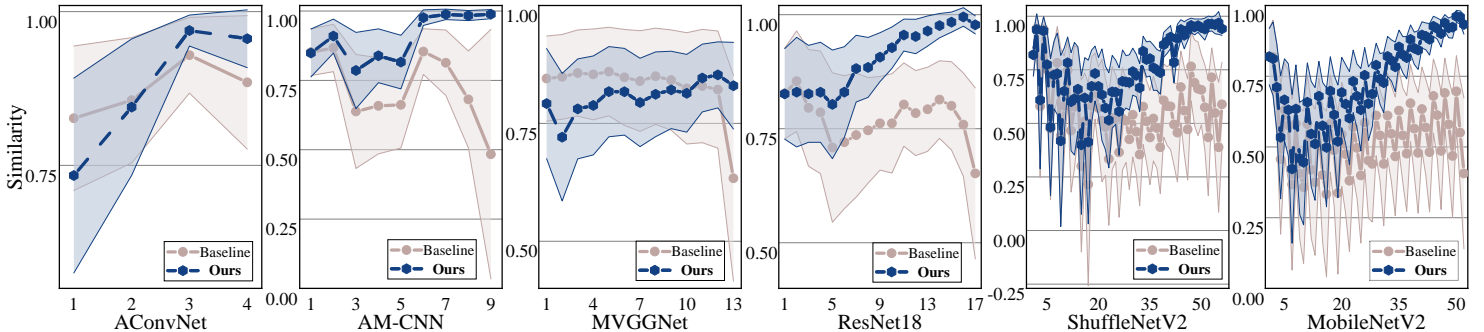 Similarity
1.00
0.75
Baseline
Ours
1 2 3 4
AConvNet
1.00
0.75
0.50
0.25
0.00
Baseline
Ours
1 3 5 7 9
AM-CNN
1.00
0.75
0.50
Baseline
Ours
1 4 7 10 13
MVGGNet
1.00
0.75
0.50
Baseline
Ours
1 5 9 13 17
ResNet18
1.00
0.75
0.50
0.25
0.00
-0.25
Baseline
Ours
5 20 35 50
ShuffleNetV2
1.00
0.75
0.50
0.25
0.00
Baseline
Ours
5 20 35 50
MobileNetV2